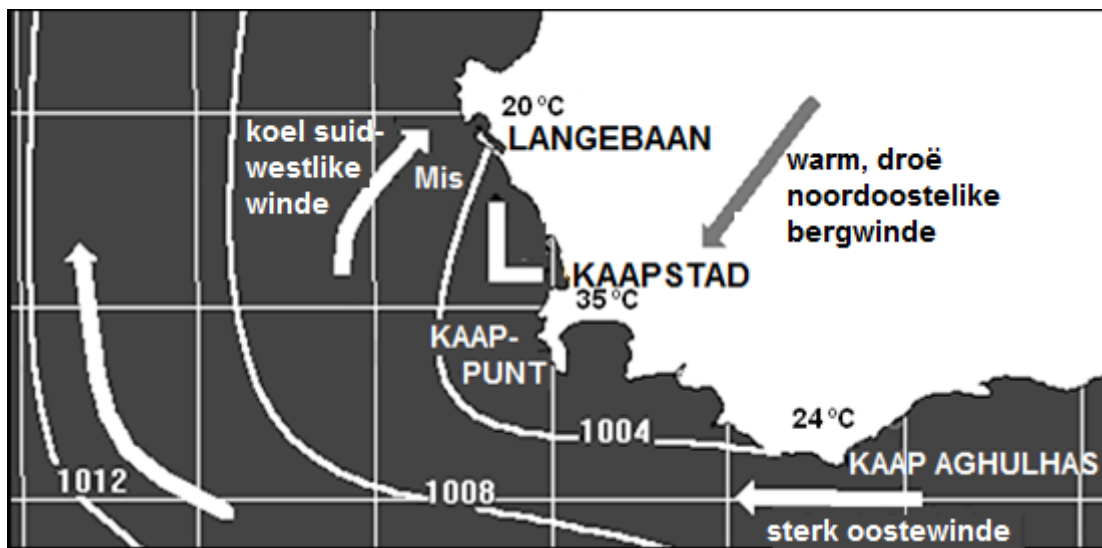 20 °C
LANGEBAAN
koel suid-
westlike
winde
Mis
warm, droë
noordoostelike
bergwinde
L
KAAPSTAD
35 °C
KAAP-
PUNT
1004
24 °C
KAAP AGHULHAS
1012
1008
sterk oostewinde